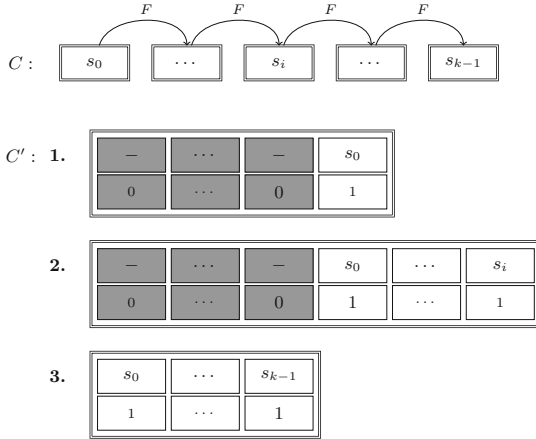 F F F F
C : s₀ ⋯ sᵢ ⋯ sₖ₋₁
C′ : 1. − ⋯ − s₀
0 ⋯ 0 1
2. − ⋯ − s₀ ⋯ sᵢ
0 ⋯ 0 1 ⋯ 1
3. s₀ ⋯ sₖ₋₁
1 ⋯ 1